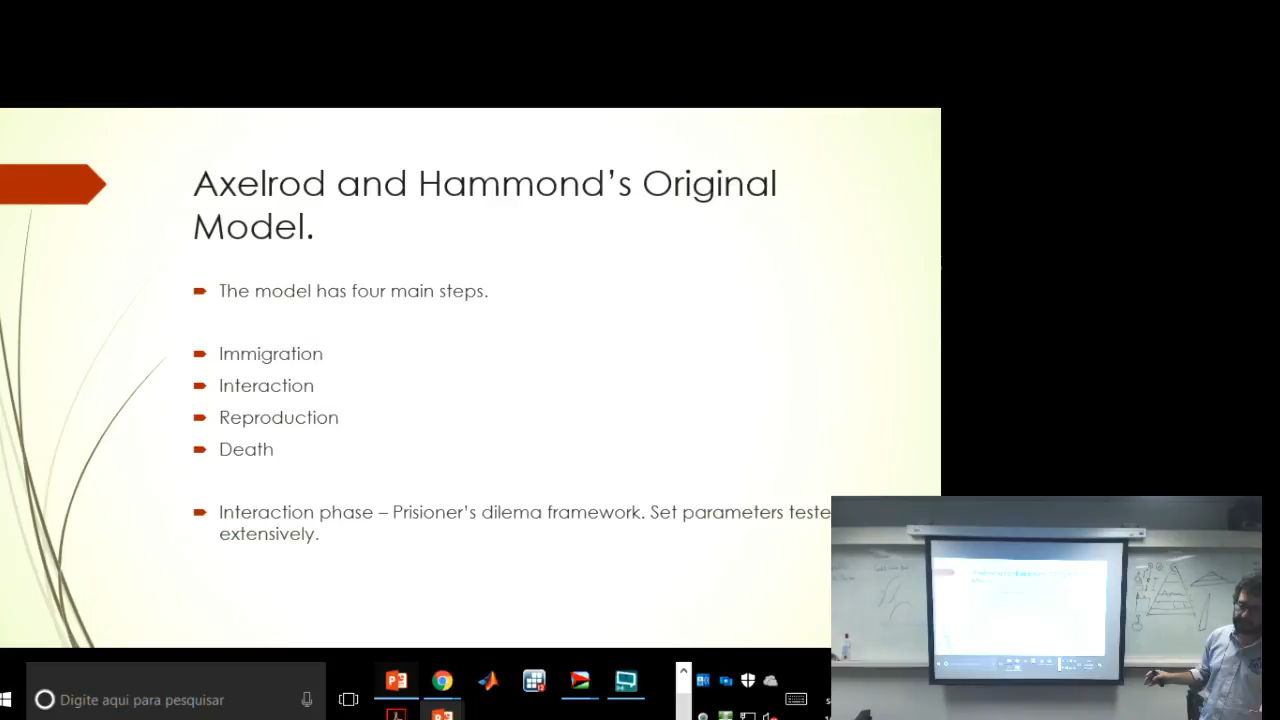 Axelrod and Hammond's Original
Model.
The model has four main steps.
Immigration
Interaction
Reproduction
Death
Interaction phase – Prisioner's dilema framework. Set parameters teste
extensively.
Digite aqui para pesquisar